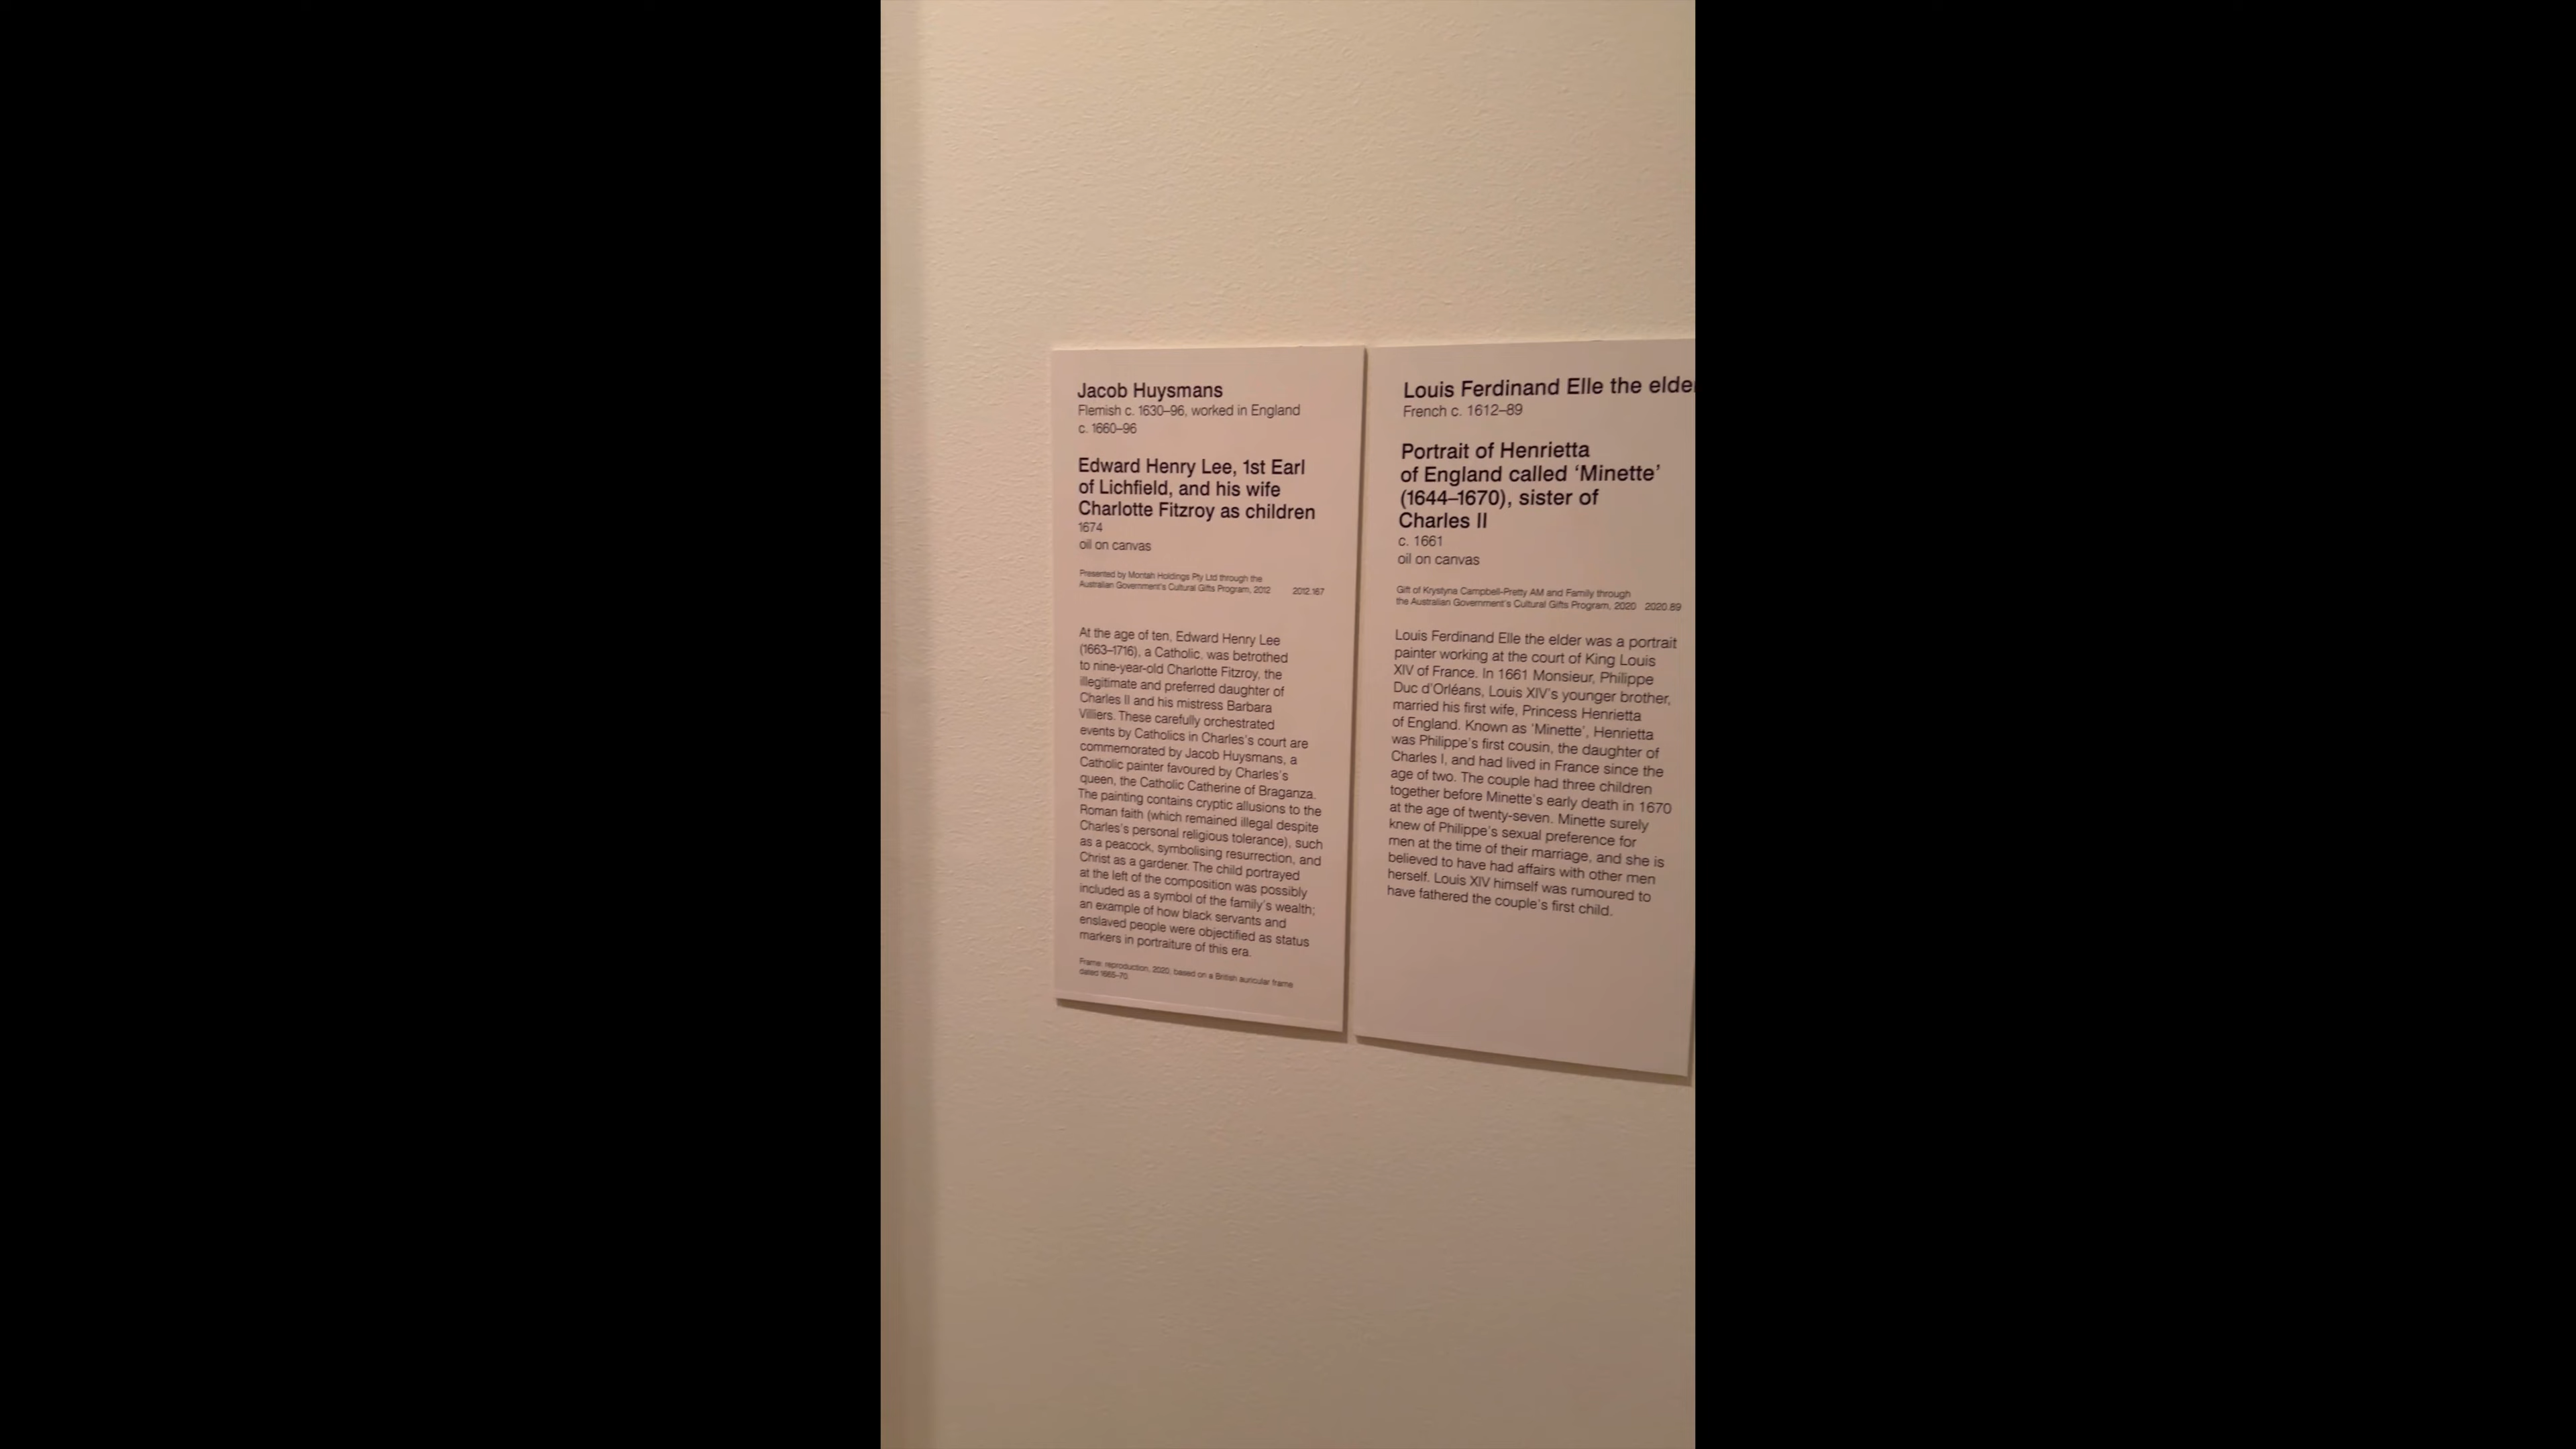 Jacob Huysmans
Flemish c. 1630–96, worked in England
c. 1660–96
Edward Henry Lee, 1st Earl
of Lichfield, and his wife
Charlotte Fitzroy as children
1674
oil on canvas
Presented by Montah Holdings Pty Ltd through the
Australian Government's Cultural Gifts Program, 2012 2012.167
At the age of ten, Edward Henry Lee
(1663–1716), a Catholic, was betrothed
to nine-year-old Charlotte Fitzroy, the
illegitimate and preferred daughter of
Charles II and his mistress Barbara
Villiers. These carefully orchestrated
events by Catholics in Charles's court are
commemorated by Jacob Huysmans, a
Catholic painter favoured by Charles's
queen, the Catholic Catherine of Braganza.
The painting contains cryptic allusions to the
Roman faith (which remained illegal despite
Charles's personal religious tolerance), such
as a peacock, symbolising resurrection, and
Christ as a gardener. The child portrayed
at the left of the composition was possibly
included as a symbol of the family's wealth;
an example of how black servants and
enslaved people were objectified as status
markers in portraiture of this era.
Frame: reproduction, 2020, based on a British auricular frame
dated 1665–70
Louis Ferdinand Elle the elder
French c. 1612–89
Portrait of Henrietta
of England called ‘Minette’
(1644–1670), sister of
Charles II
c. 1661
oil on canvas
Gift of Krystyna Campbell-Pretty AM and Family through
the Australian Government's Cultural Gifts Program, 2020 2020.89
Louis Ferdinand Elle the elder was a portrait
painter working at the court of King Louis
XIV of France. In 1661 Monsieur, Philippe
Duc d'Orléans, Louis XIV's younger brother,
married his first wife, Princess Henrietta
of England. Known as ‘Minette’, Henrietta
was Philippe's first cousin, the daughter of
Charles I, and had lived in France since the
age of two. The couple had three children
together before Minette's early death in 1670
at the age of twenty-seven. Minette surely
knew of Philippe's sexual preference for
men at the time of their marriage, and she is
believed to have had affairs with other men
herself. Louis XIV himself was rumoured to
have fathered the couple's first child.